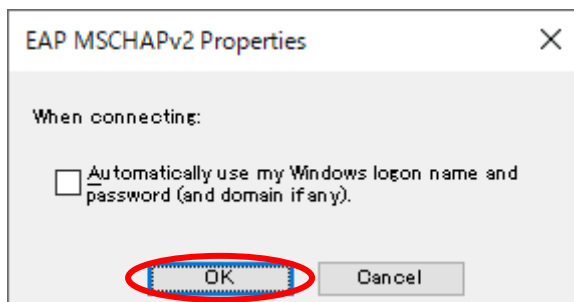 EAP MSCHAPv2 Properties
When connecting:
Automatically use my Windows logon name and
password (and domain if any).
OK Cancel